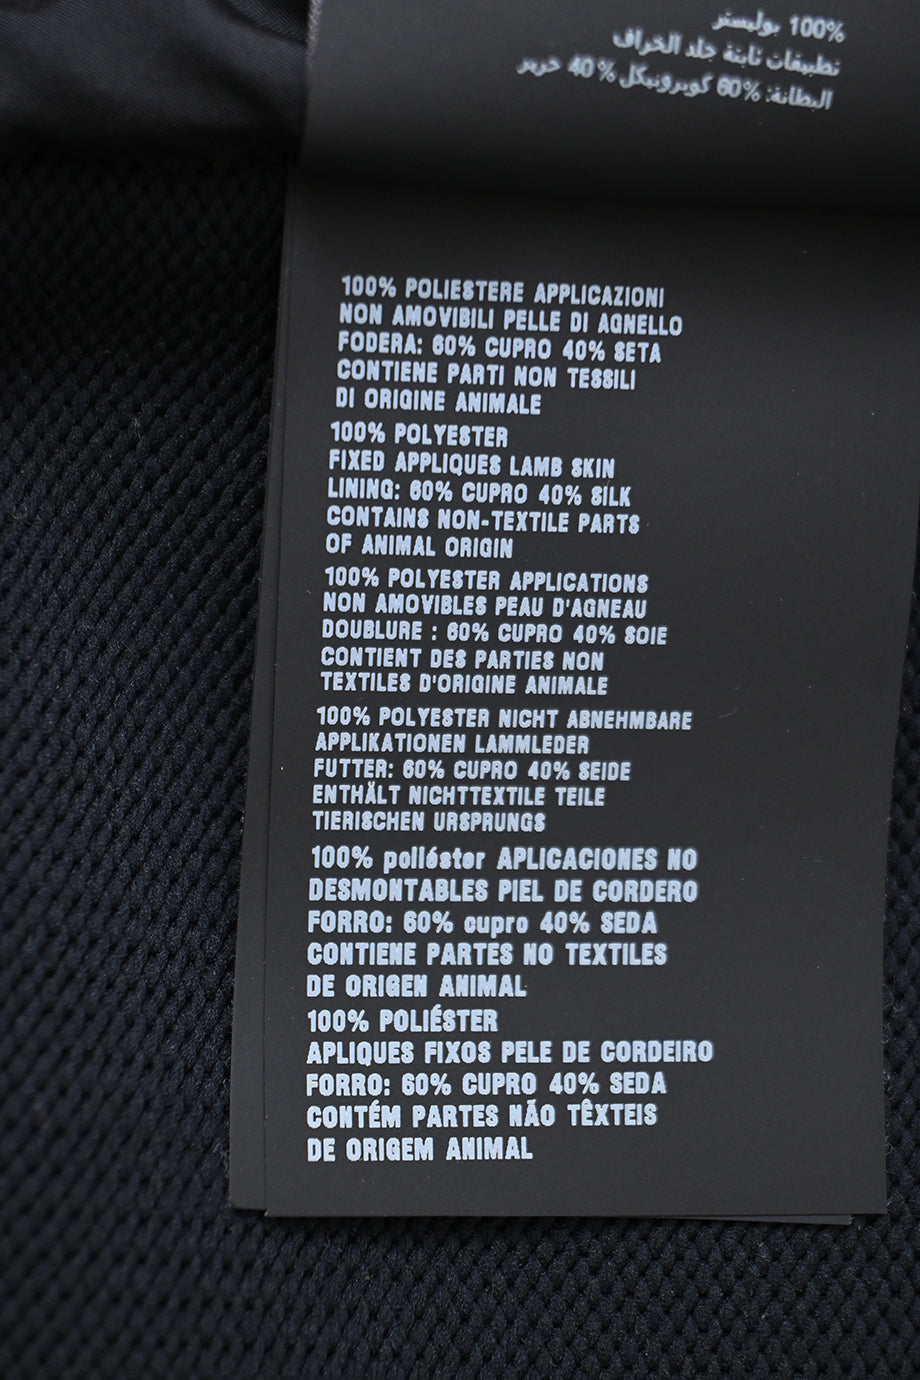 100% بوليستر
تطبيقات ثابتة جلد الخراف
البطانة: 60% كوبرونيكل 40% حرير
100% POLIESTERE APPLICAZIONI
NON AMOVIBILI PELLE DI AGNELLO
FODERA: 60% CUPRO 40% SETA
CONTIENE PARTI NON TESSILI
DI ORIGINE ANIMALE
100% POLYESTER
FIXED APPLIQUES LAMB SKIN
LINING: 60% CUPRO 40% SILK
CONTAINS NON-TEXTILE PARTS
OF ANIMAL ORIGIN
100% POLYESTER APPLICATIONS
NON AMOVIBLES PEAU D'AGNEAU
DOUBLURE : 60% CUPRO 40% SOIE
CONTIENT DES PARTIES NON
TEXTILES D'ORIGINE ANIMALE
100% POLYESTER NICHT ABNEHMBARE
APPLIKATIONEN LAMMLEDER
FUTTER: 60% CUPRO 40% SEIDE
ENTHÄLT NICHTTEXTILE TEILE
TIERISCHEN URSPRUNGS
100% poliéster APLICACIONES NO
DESMONTABLES PIEL DE CORDERO
FORRO: 60% cupro 40% SEDA
CONTIENE PARTES NO TEXTILES
DE ORIGEN ANIMAL
100% POLIÉSTER
APLIQUES FIXOS PELE DE CORDEIRO
FORRO: 60% CUPRO 40% SEDA
CONTÉM PARTES NÃO TÊXTEIS
DE ORIGEM ANIMAL